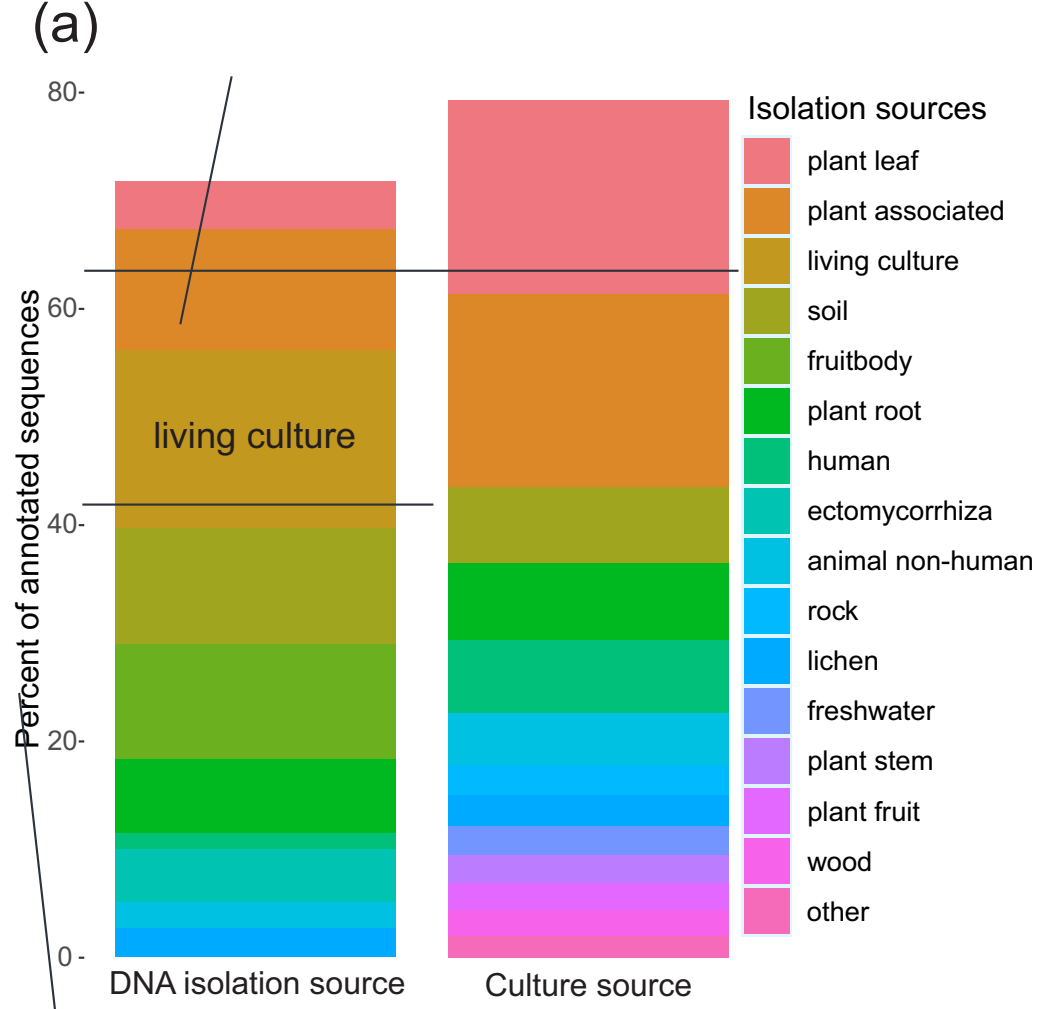 (a)
80-
60-
40-
20-
0-
Percent of annotated sequences
living culture
DNA isolation source
Culture source
Isolation sources
plant leaf
plant associated
living culture
soil
fruitbody
plant root
human
ectomycorrhiza
animal non-human
rock
lichen
freshwater
plant stem
plant fruit
wood
other